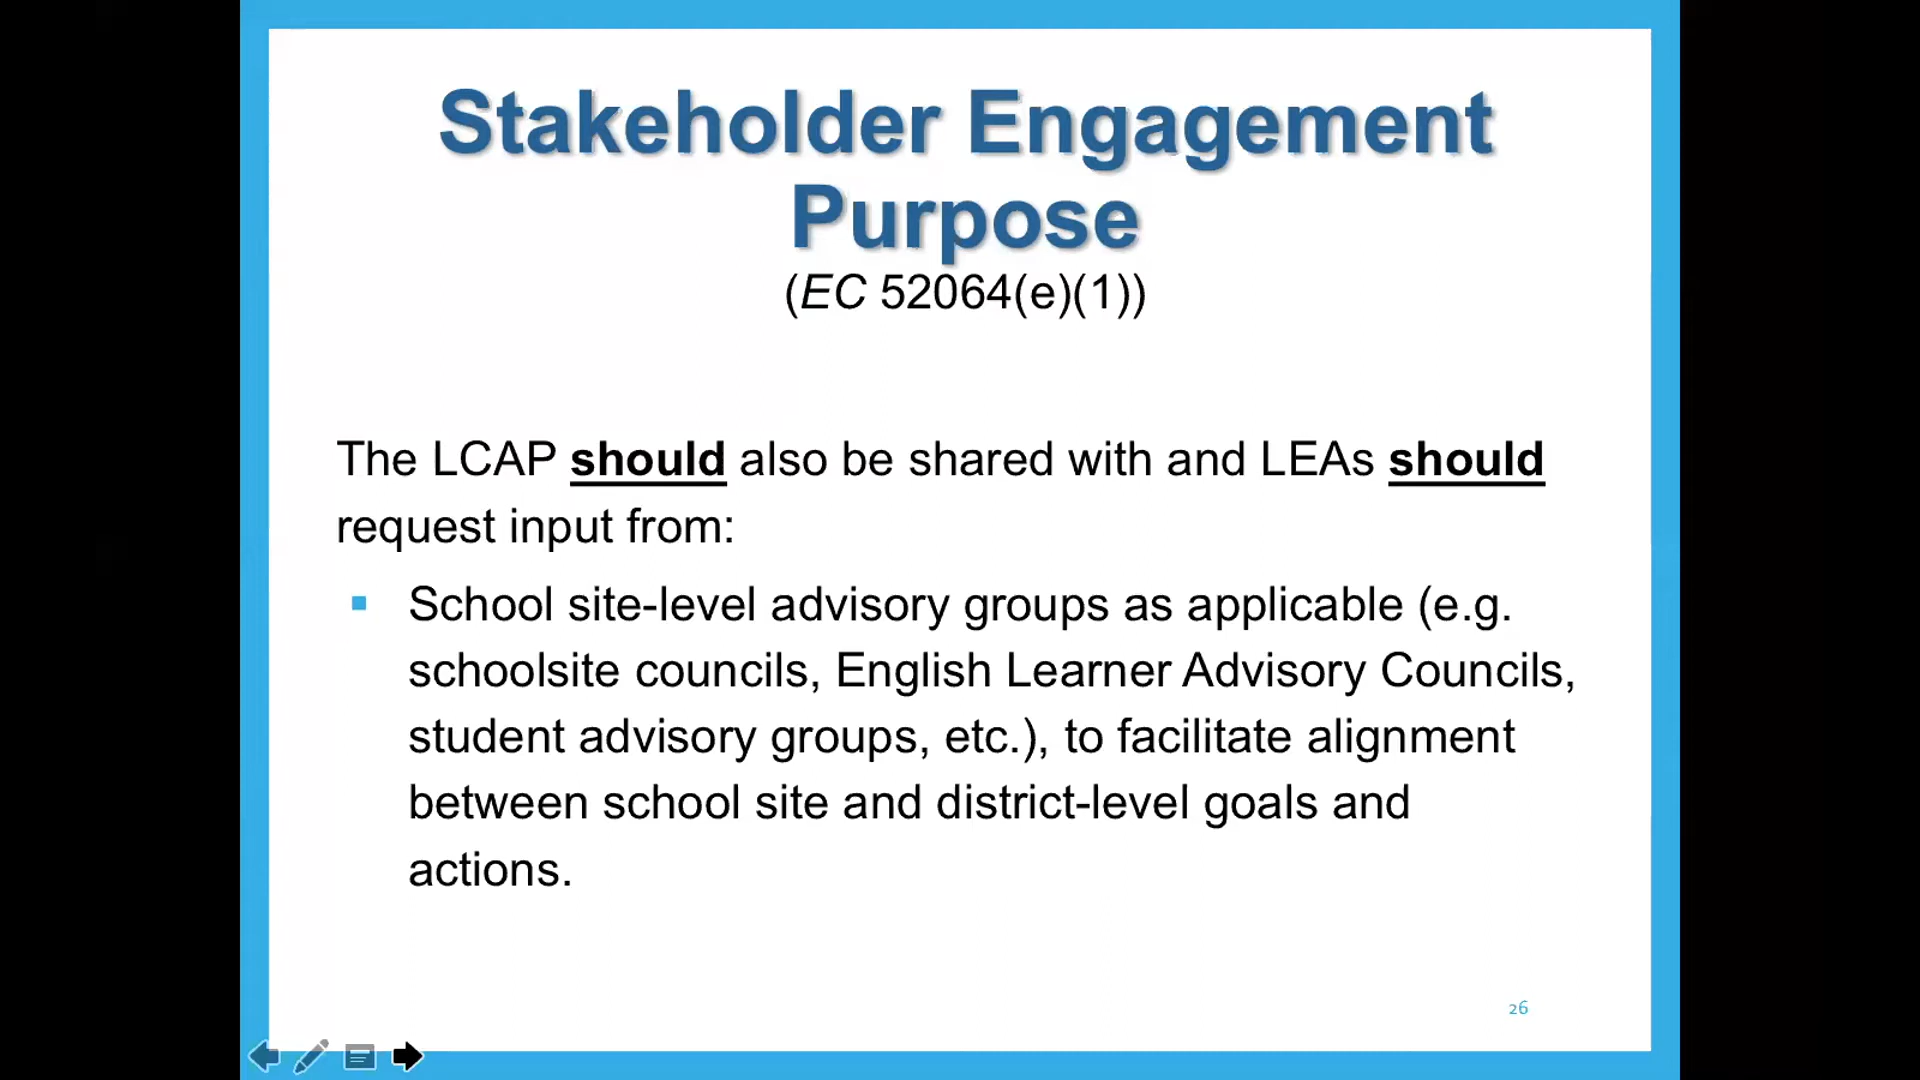 Stakeholder Engagement
Purpose
(EC 52064(e)(1))
The LCAP should also be shared with and LEAs should
request input from:
School site-level advisory groups as applicable (e.g.
schoolsite councils, English Learner Advisory Councils,
student advisory groups, etc.), to facilitate alignment
between school site and district-level goals and
actions.
26